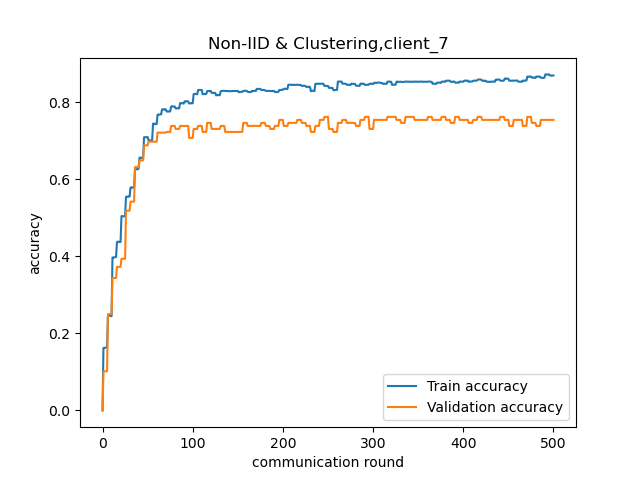 Non-IID & Clustering,client_7
accuracy
0.8
0.6
0.4
0.2
0.0
Train accuracy
Validation accuracy
0 100 200 300 400 500
communication round